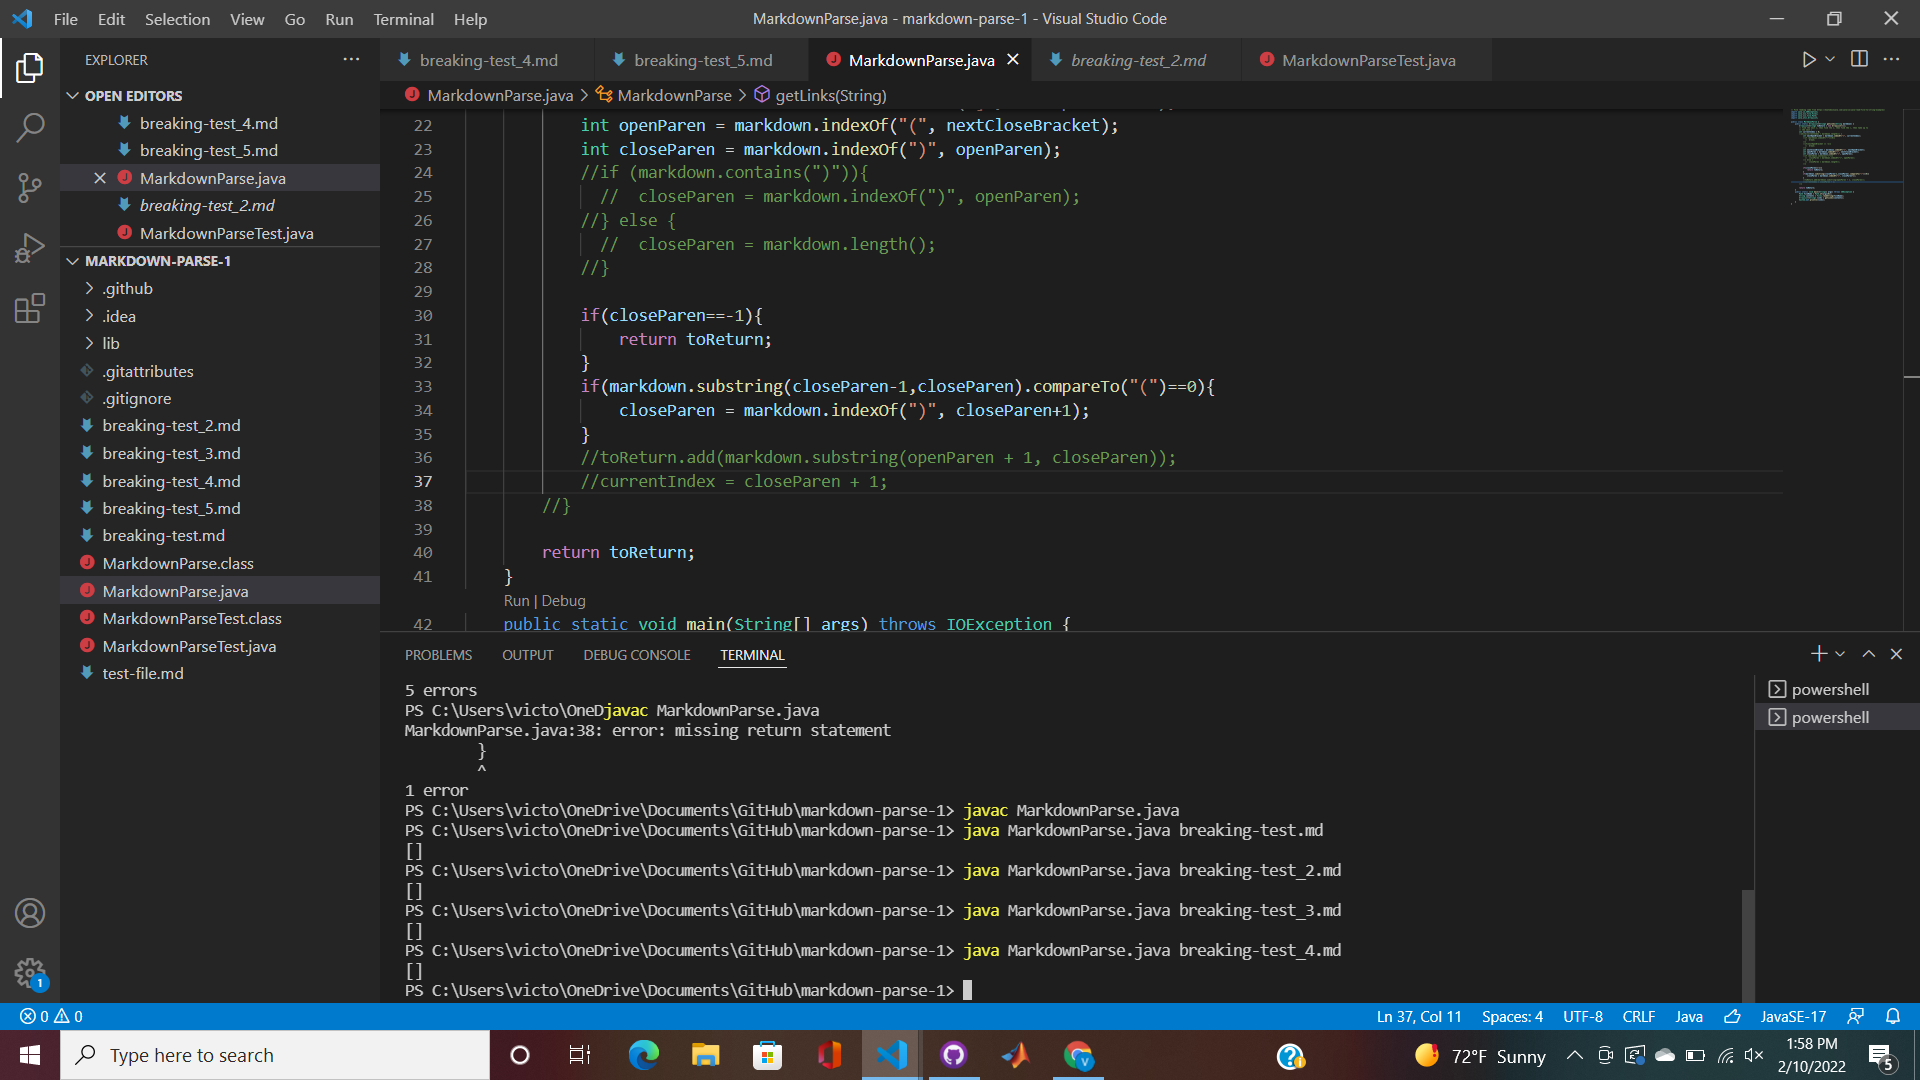 File Edit Selection View Go Run Terminal Help
MarkdownParse.java - markdown-parse-1 - Visual Studio Code
EXPLORER
OPEN EDITORS
breaking-test_4.md
breaking-test_5.md
MarkdownParse.java
breaking-test_2.md
MarkdownParseTest.java
MARKDOWN-PARSE-1
.github
.idea
lib
.gitattributes
.gitignore
breaking-test_2.md
breaking-test_3.md
breaking-test_4.md
breaking-test_5.md
breaking-test.md
MarkdownParse.class
MarkdownParse.java
MarkdownParseTest.class
MarkdownParseTest.java
test-file.md
1
breaking-test_4.md breaking-test_5.md MarkdownParse.java breaking-test_2.md MarkdownParseTest.java
MarkdownParse.java > MarkdownParse > getLinks(String)
22 int openParen = markdown.indexOf("(", nextCloseBracket);
23 int closeParen = markdown.indexOf(")", openParen);
24 //if (markdown.contains(")")){
25 //  closeParen = markdown.indexOf(")", openParen);
26 //} else {
27 //  closeParen = markdown.length();
28 //}
29
30 if(closeParen==-1){
31 return toReturn;
32 }
33 if(markdown.substring(closeParen-1,closeParen).compareTo("(")==0){
34 closeParen = markdown.indexOf(")", closeParen+1);
35 }
36 //toReturn.add(markdown.substring(openParen + 1, closeParen));
37 //currentIndex = closeParen + 1;
38 //}
39
40 return toReturn;
41 }
Run | Debug
42 public static void main(String[] args) throws IOException {
PROBLEMS OUTPUT DEBUG CONSOLE TERMINAL
5 errors
PS C:\Users\victo\OneDjavac MarkdownParse.java
MarkdownParse.java:38: error: missing return statement
}
^
1 error
PS C:\Users\victo\OneDrive\Documents\GitHub\markdown-parse-1> javac MarkdownParse.java
PS C:\Users\victo\OneDrive\Documents\GitHub\markdown-parse-1> java MarkdownParse.java breaking-test.md
[]
PS C:\Users\victo\OneDrive\Documents\GitHub\markdown-parse-1> java MarkdownParse.java breaking-test_2.md
[]
PS C:\Users\victo\OneDrive\Documents\GitHub\markdown-parse-1> java MarkdownParse.java breaking-test_3.md
[]
PS C:\Users\victo\OneDrive\Documents\GitHub\markdown-parse-1> java MarkdownParse.java breaking-test_4.md
[]
PS C:\Users\victo\OneDrive\Documents\GitHub\markdown-parse-1>
powershell
powershell
0 0
Ln 37, Col 11 Spaces: 4 UTF-8 CRLF Java JavaSE-17
Type here to search
72°F Sunny
1:58 PM
2/10/2022
5